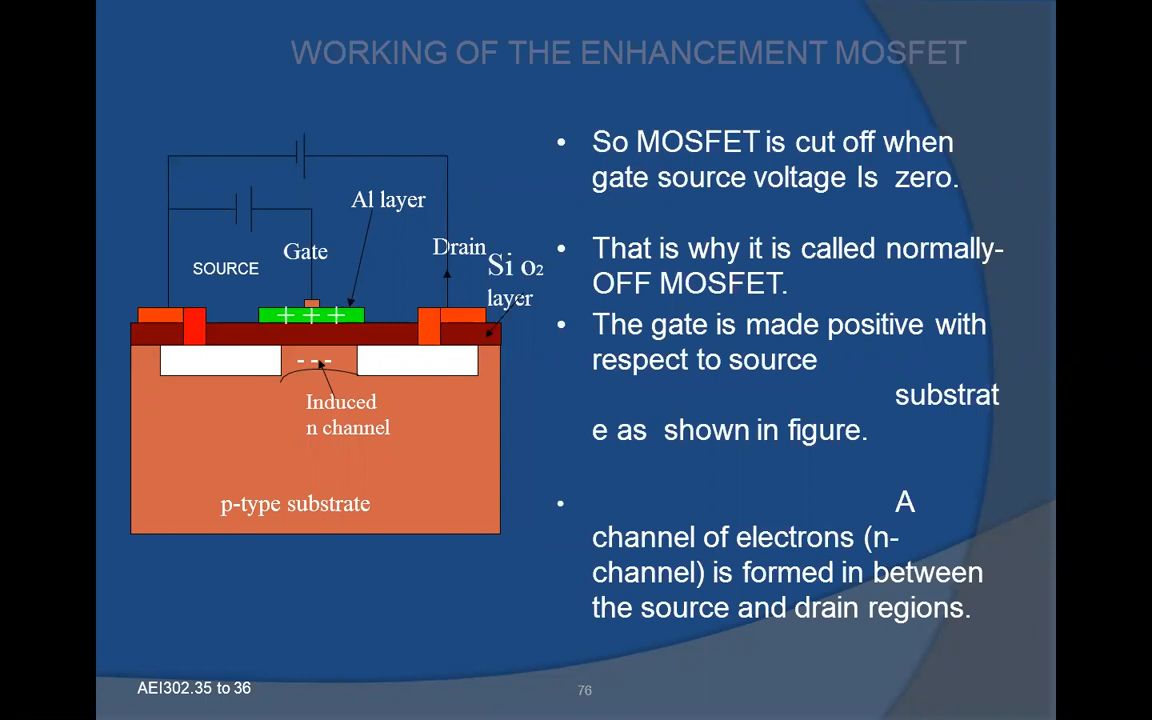 WORKING OF THE ENHANCEMENT MOSFET
Al layer
Gate
Drain
SOURCE
Si o2
layer
+ + +
- - -
Induced
n channel
p-type substrate
• So MOSFET is cut off when
gate source voltage Is zero.
• That is why it is called normally-
OFF MOSFET.
• The gate is made positive with
respect to source
substrat
e as shown in figure.
• A
channel of electrons (n-
channel) is formed in between
the source and drain regions.
AEI302.35 to 36
76